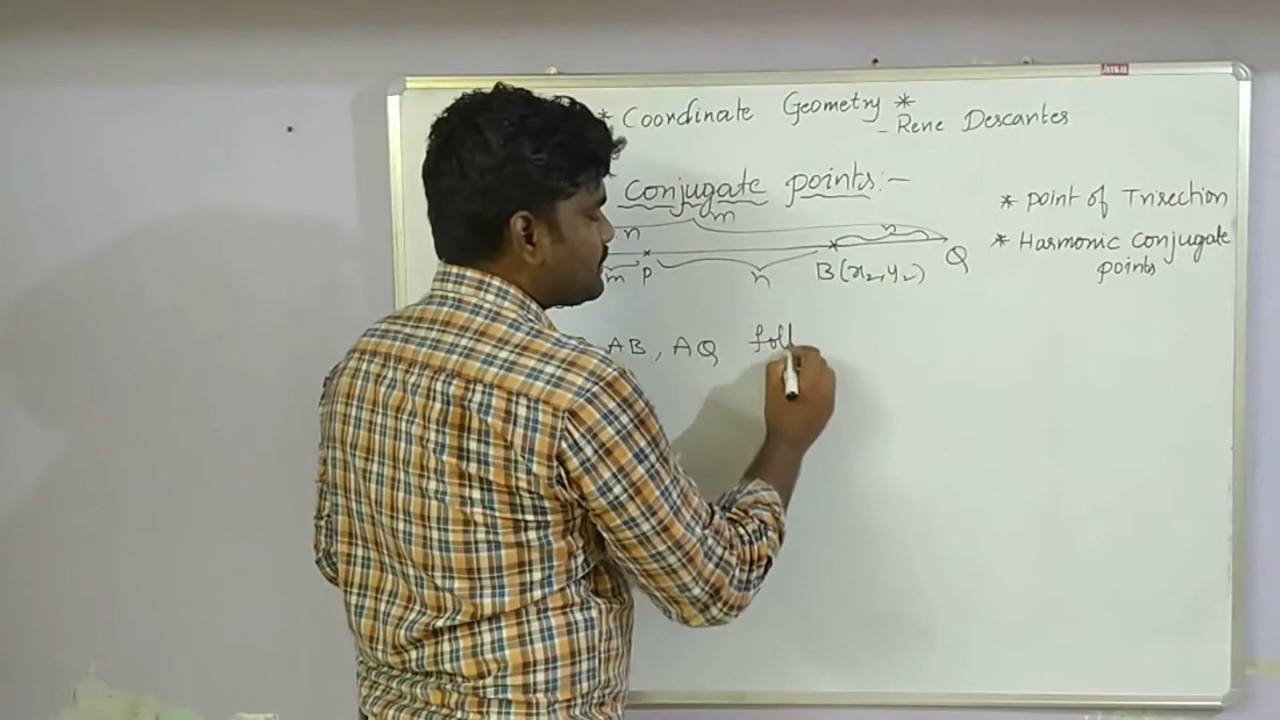 * Coordinate Geometry *
- Rene Descartes
Conjugate points:-
* point of Trisection
* Harmonic Conjugate
points
m
n
n
m P n B(x₂,y₂) Q
AB, AQ foll